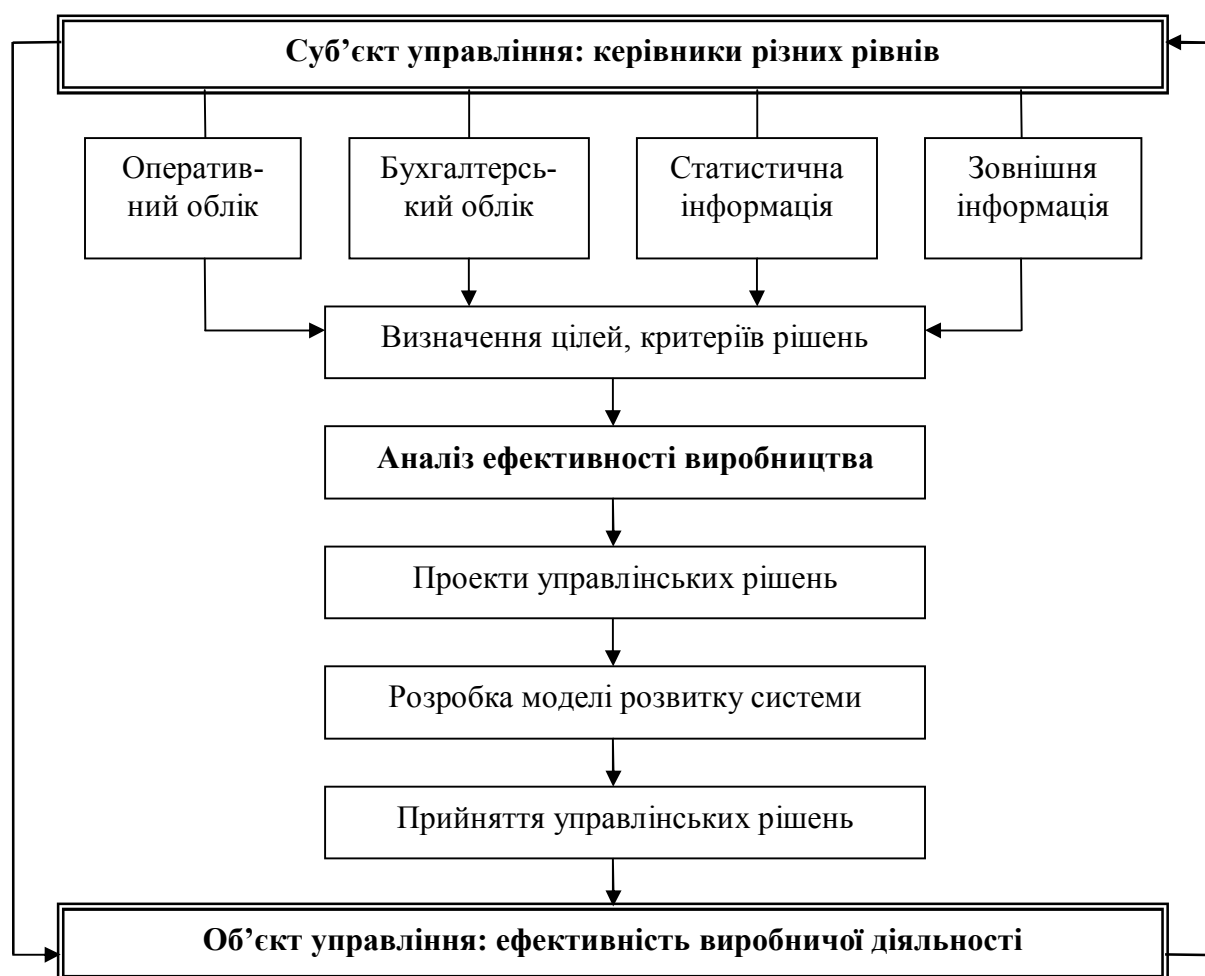 Суб’єкт управління: керівники різних рівнів
Оператив-
ний облік
Бухгалтерсь-
кий облік
Статистична
інформація
Зовнішня
інформація
Визначення цілей, критеріїв рішень
Аналіз ефективності виробництва
Проекти управлінських рішень
Розробка моделі розвитку системи
Прийняття управлінських рішень
Об’єкт управління: ефективність виробничої діяльності